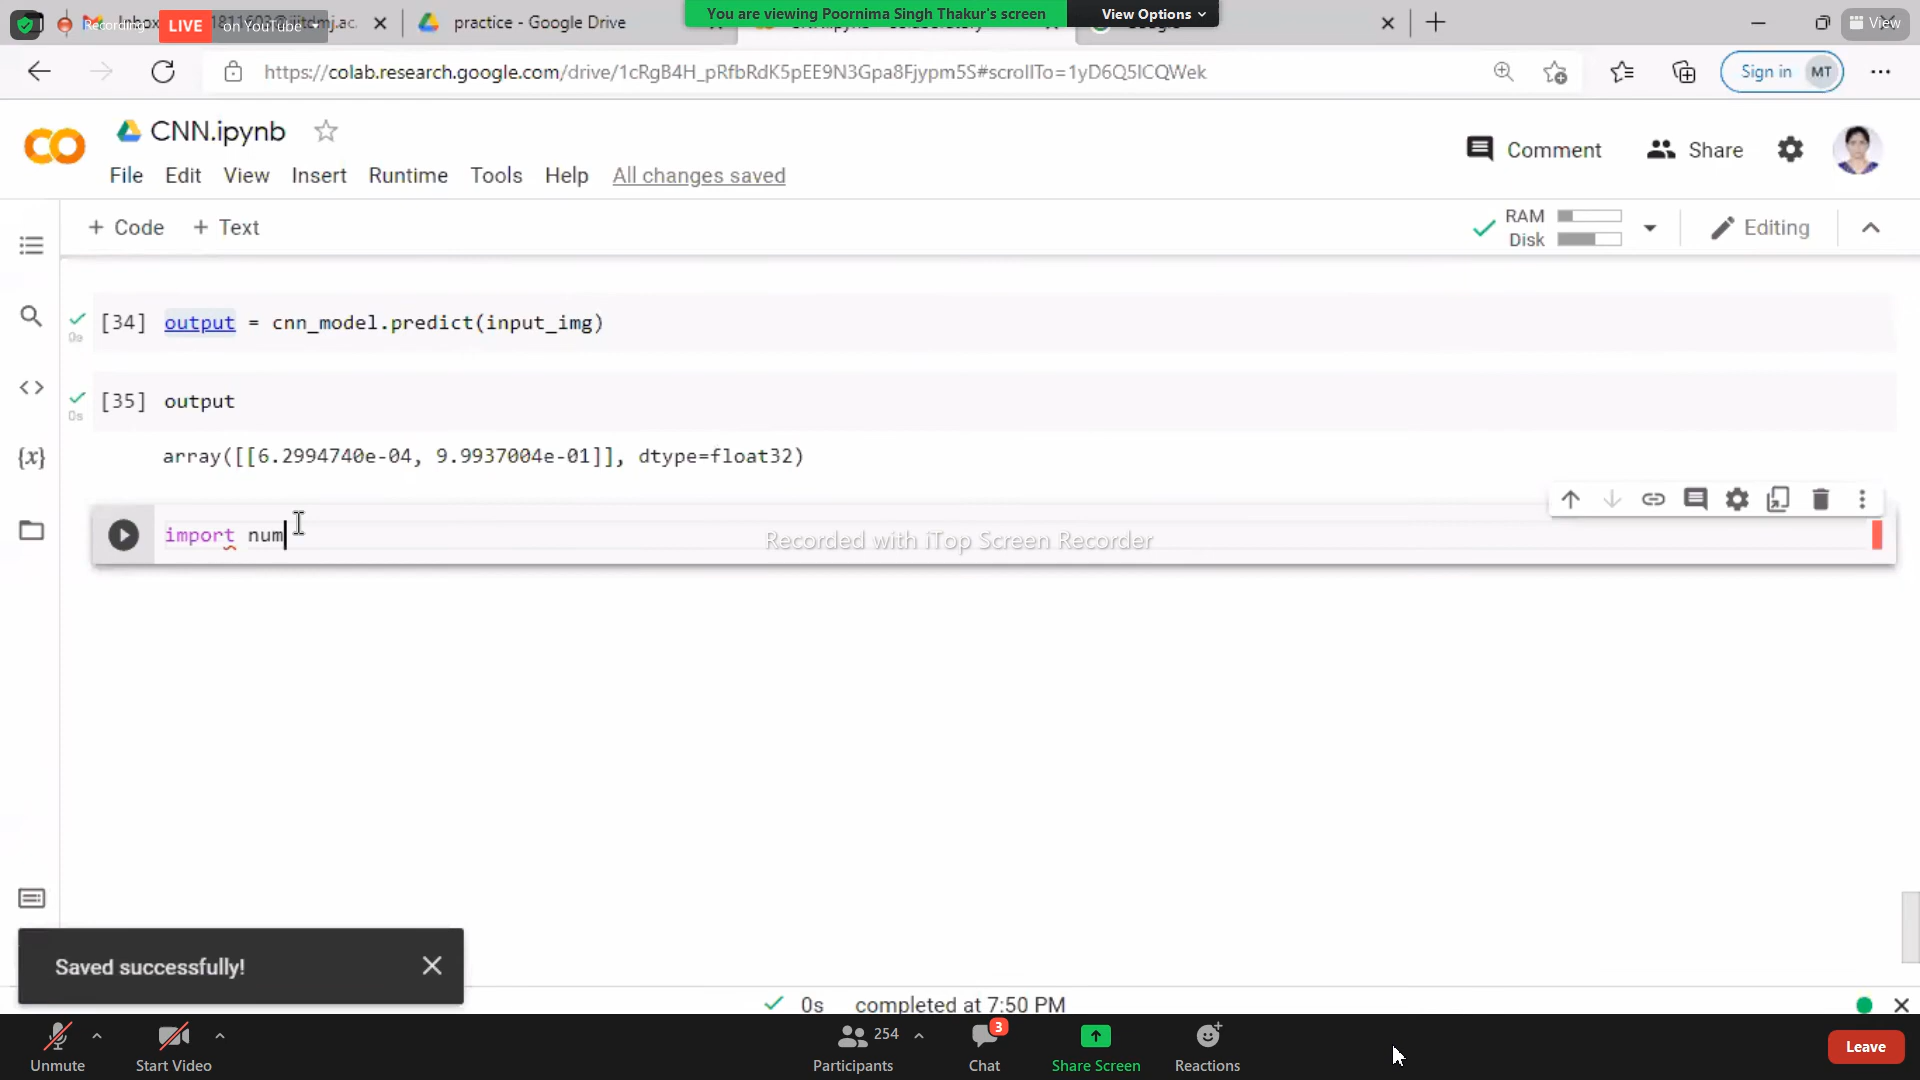 Recording
LIVE on YouTube
practice - Google Drive
You are viewing Poornima Singh Thakur's screen
View Options
View
https://colab.research.google.com/drive/1cRgB4H_pRfbRdK5pEE9N3Gpa8Fjypm5S#scrollTo=1yD6Q5ICQWek
Sign in MT
CNN.ipynb
Comment Share
File Edit View Insert Runtime Tools Help All changes saved
+ Code + Text
RAM
Disk
Editing
[34] output = cnn_model.predict(input_img)
0s
[35] output
0s
array([[6.2994740e-04, 9.9937004e-01]], dtype=float32)
import num
Recorded with iTop Screen Recorder
Saved successfully!
0s completed at 7:50 PM
Unmute
Start Video
254
Participants
3
Chat
Share Screen
Reactions
Leave